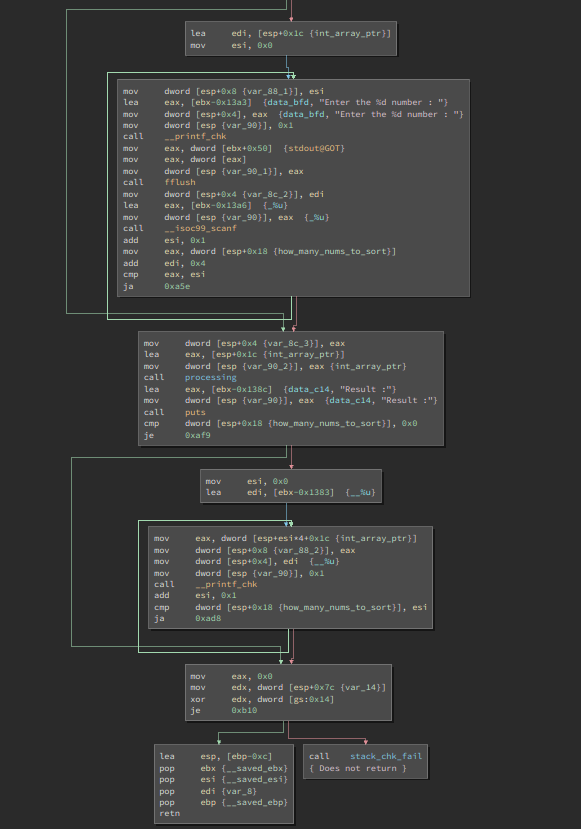 lea     edi, [esp+0x1c {int_array_ptr}]
mov     esi, 0x0
mov     dword [esp+0x8 {var_88_1}], esi
lea     eax, [ebx-0x13a3]  {data_bfd, "Enter the %d number : "}
mov     dword [esp+0x4], eax  {data_bfd, "Enter the %d number : "}
mov     dword [esp {var_90}], 0x1
call    __printf_chk
mov     eax, dword [ebx+0x50]  {stdout@GOT}
mov     eax, dword [eax]
mov     dword [esp {var_90_1}], eax
call    fflush
mov     dword [esp+0x4 {var_8c_2}], edi
lea     eax, [ebx-0x13a6]  {_%u}
mov     dword [esp {var_90}], eax  {_%u}
call    __isoc99_scanf
add     esi, 0x1
mov     eax, dword [esp+0x18 {how_many_nums_to_sort}]
add     edi, 0x4
cmp     eax, esi
ja      0xa5e
mov     dword [esp+0x4 {var_8c_3}], eax
lea     eax, [esp+0x1c {int_array_ptr}]
mov     dword [esp {var_90_2}], eax {int_array_ptr}
call    processing
lea     eax, [ebx-0x138c]  {data_c14, "Result :"}
mov     dword [esp {var_90}], eax  {data_c14, "Result :"}
call    puts
cmp     dword [esp+0x18 {how_many_nums_to_sort}], 0x0
je      0xaf9
mov     esi, 0x0
lea     edi, [ebx-0x1383]  {__%u}
mov     eax, dword [esp+esi*4+0x1c {int_array_ptr}]
mov     dword [esp+0x8 {var_88_2}], eax
mov     dword [esp+0x4], edi  {__%u}
mov     dword [esp {var_90}], 0x1
call    __printf_chk
add     esi, 0x1
cmp     dword [esp+0x18 {how_many_nums_to_sort}], esi
ja      0xad8
mov     eax, 0x0
mov     edx, dword [esp+0x7c {var_14}]
xor     edx, dword [gs:0x14]
je      0xb10
lea     esp, [ebp-0xc]
pop     ebx {__saved_ebx}
pop     esi {__saved_esi}
pop     edi {var_8}
pop     ebp {__saved_ebp}
retn
call    stack_chk_fail
{ Does not return }